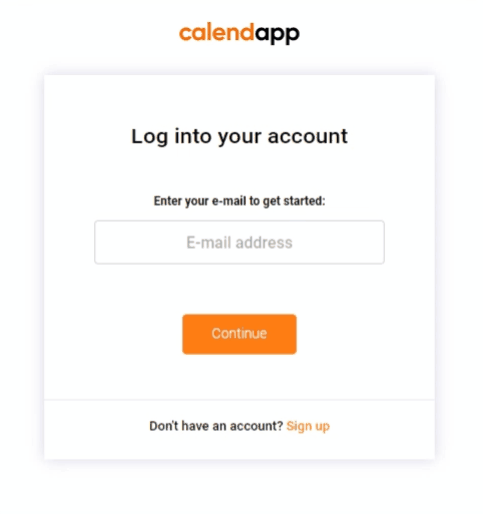 calendapp
Log into your account
Enter your e-mail to get started:
E-mail address
Continue
Don't have an account? Sign up